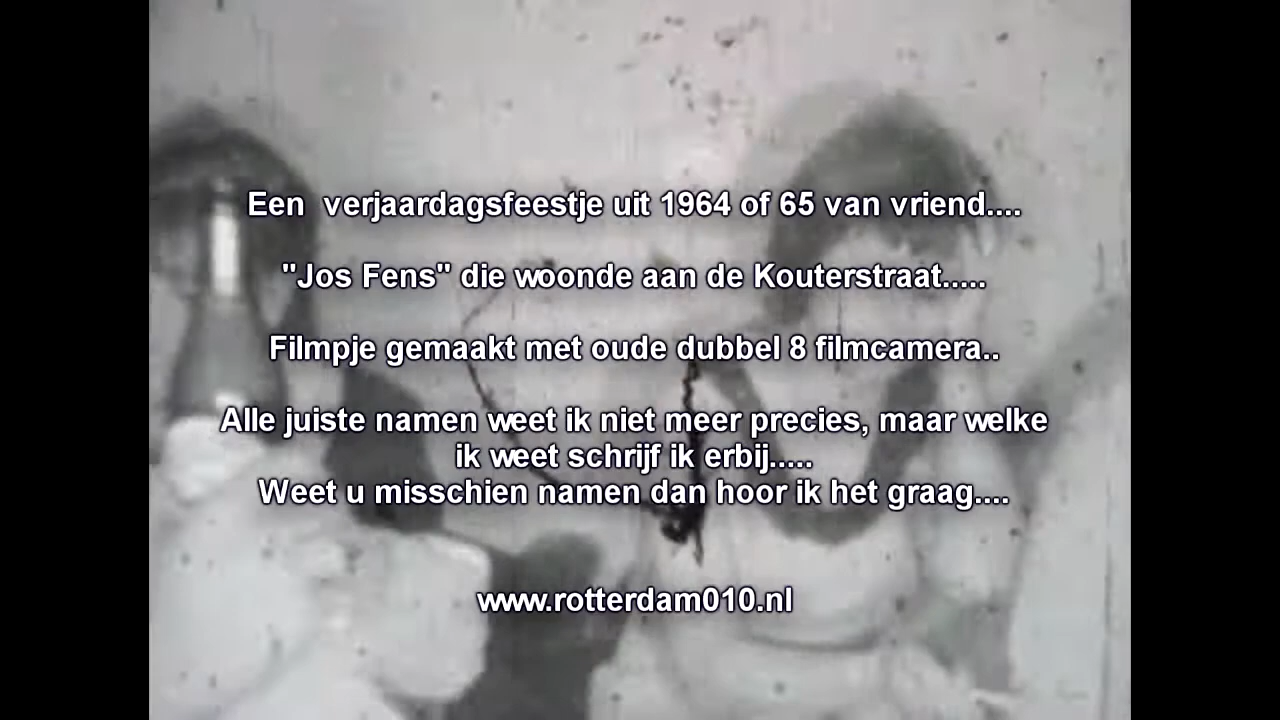 Een  verjaardagsfeestje uit 1964 of 65 van vriend....
"Jos Fens" die woonde aan de Kouterstraat.....
Filmpje gemaakt met oude dubbel 8 filmcamera..
Alle juiste namen weet ik niet meer precies, maar welke
ik weet schrijf ik erbij.....
Weet u misschien namen dan hoor ik het graag....
www.rotterdam010.nl